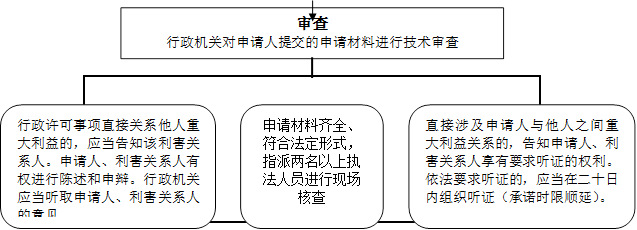 审查
行政机关对申请人提交的申请材料进行技术审查
行政许可事项直接关系他人重
大利益的，应当告知该利害关
系人。申请人、利害关系人有
权进行陈述和申辩。行政机关
应当听取申请人、利害关系人
的意见
申请材料齐全、
符合法定形式，
指派两名以上执
法人员进行现场
核查
直接涉及申请人与他人之间重
大利益关系的，告知申请人、利
害关系人享有要求听证的权利。
依法要求听证的，应当在二十日
内组织听证（承诺时限顺延）。